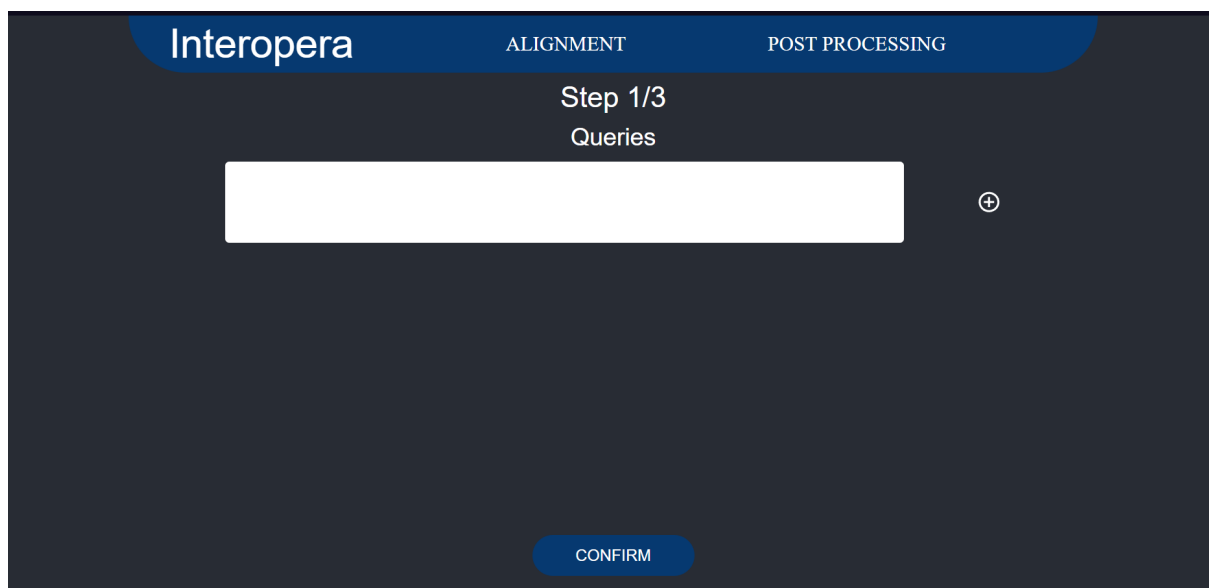 Interopera ALIGNMENT POST PROCESSING
Step 1/3
Queries
CONFIRM